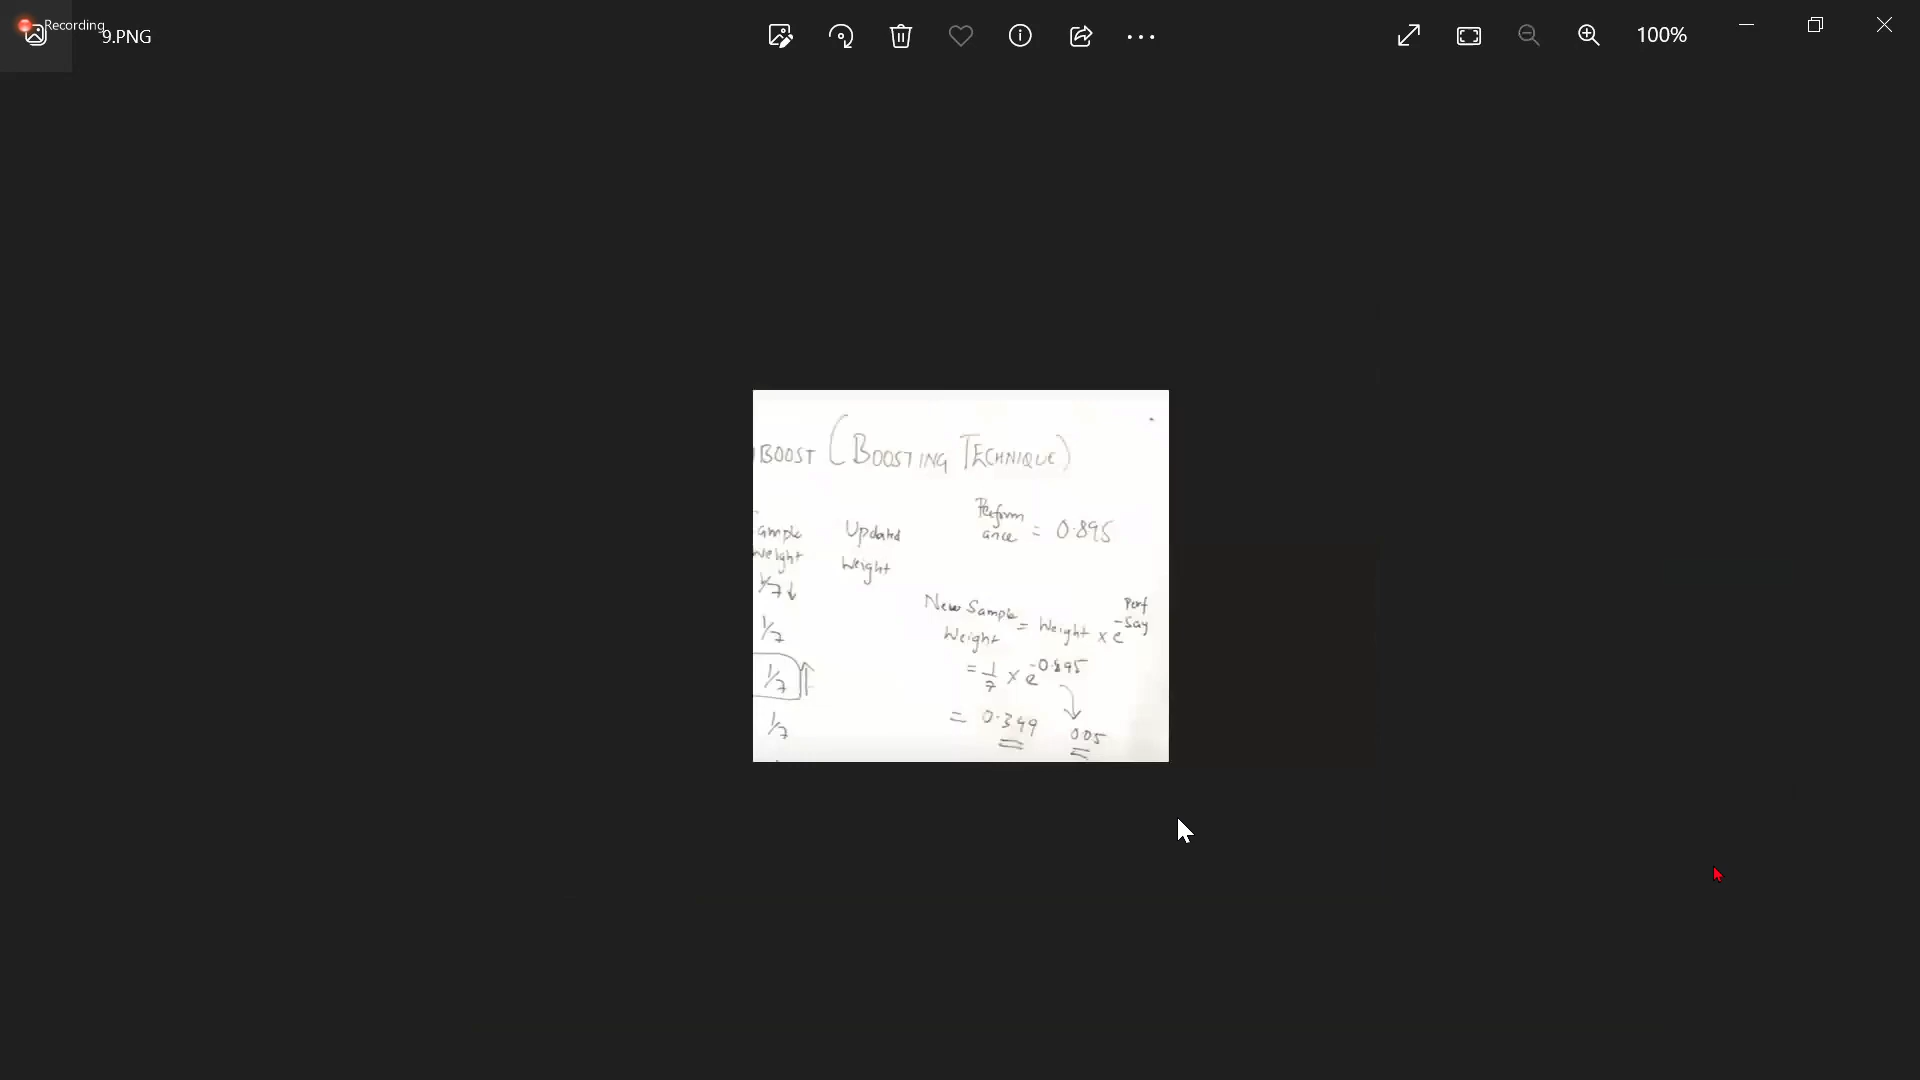 Recording
9.PNG
100%
BOOST (BOOSTING TECHNIQUE)
Perform
ance = 0.895
ample Updated
Weight Weight
1/7 ↓
1/7
1/7 ↑
1/7
New Sample
Weight = Weight x e
Perf
-Say
= 1/7 x e -0.895
= 0.349 0.05